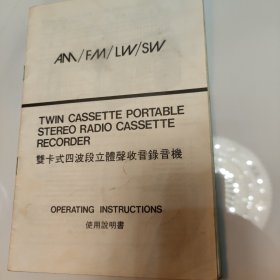 AM/FM/LW/SW
TWIN CASSETTE PORTABLE
STEREO RADIO CASSETTE
RECORDER
雙卡式四波段立體聲收音錄音機
OPERATING INSTRUCTIONS
使用說明書